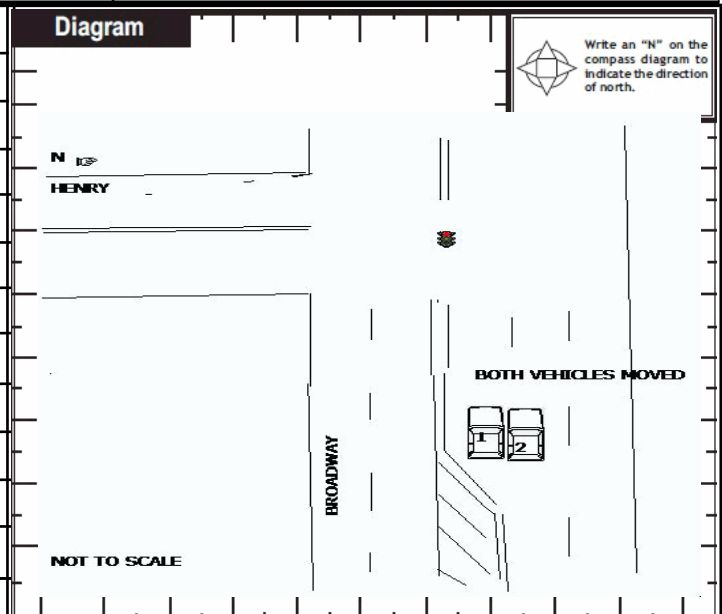 Diagram
Write an “N” on the
compass diagram to
indicate the direction
of north.
N
HENRY
BOTH VEHICLES MOVED
1
2
BROADWAY
NOT TO SCALE